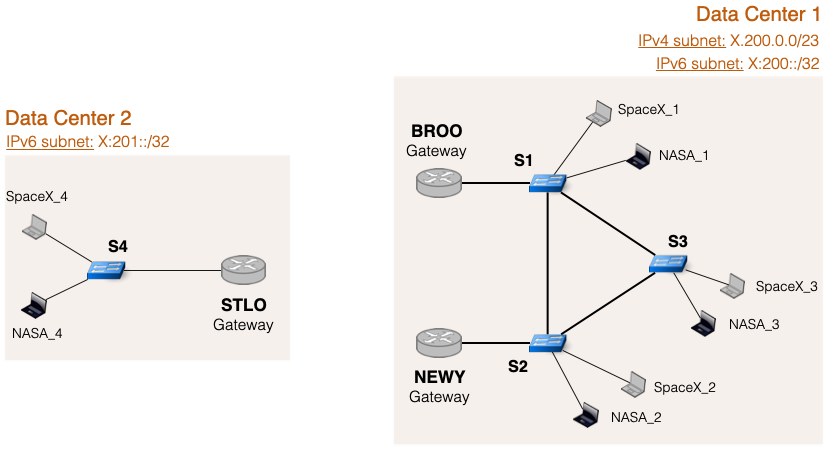 Data Center 1
IPv4 subnet: X.200.0.0/23
IPv6 subnet: X:200::/32
SpaceX_1
BROO
Gateway
S1
NASA_1
S3
SpaceX_3
NASA_3
S2
NEWY
Gateway
SpaceX_2
NASA_2
Data Center 2
IPv6 subnet: X:201::/32
SpaceX_4
S4
STLO
Gateway
NASA_4